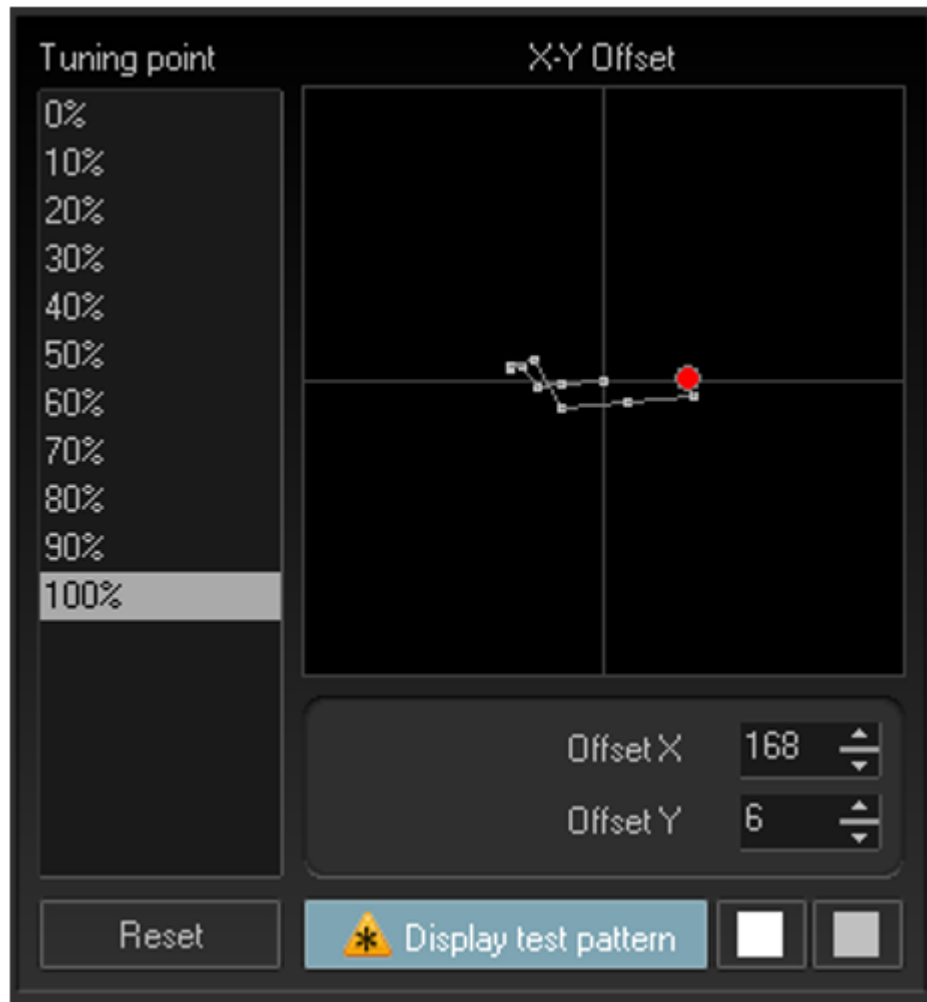 Tuning point
X-Y Offset
0%
10%
20%
30%
40%
50%
60%
70%
80%
90%
100%
Offset X 168
Offset Y 6
Reset
Display test pattern